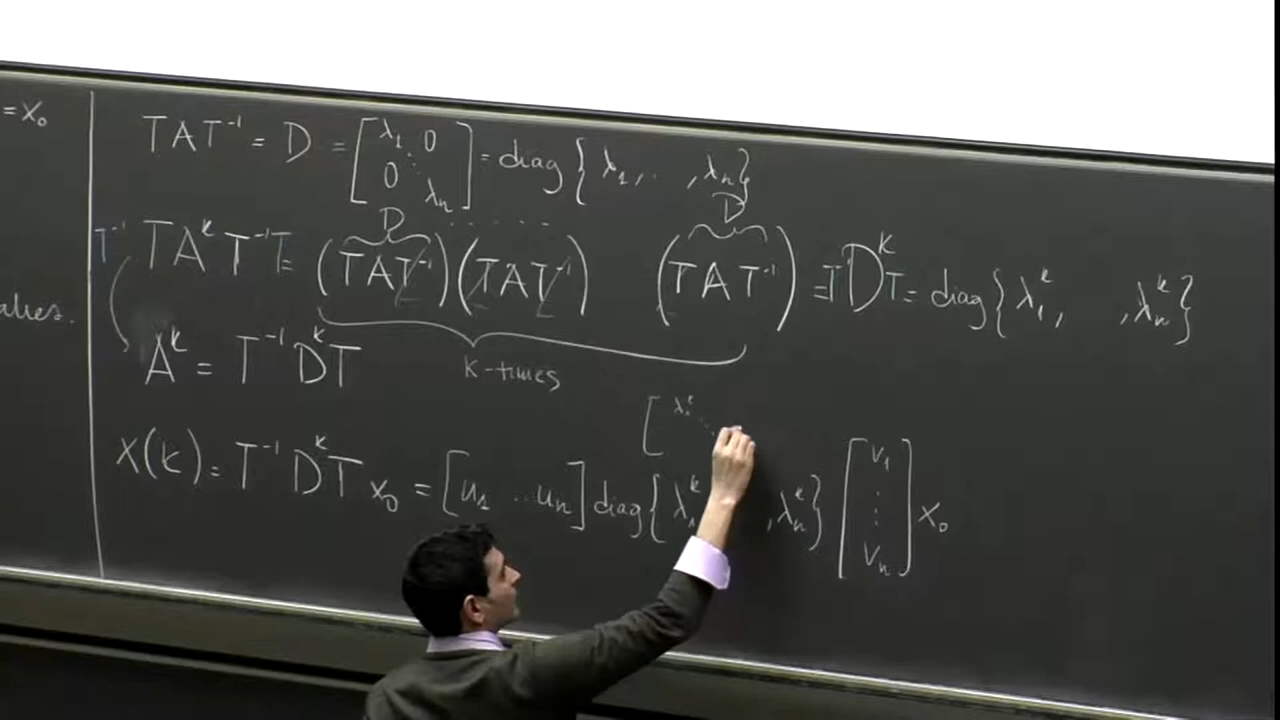 = x₀
TAT⁻¹ = D = [λ₁ 0 ⋱ 0 λₙ] = diag{λ₁, .. , λₙ}
D . . . . . . D
T⁻¹ TAᵏT⁻¹T = (TAT⁻¹)(TAT⁻¹) (TAT⁻¹) = T⁻¹DᵏT = diag{λ₁ᵏ, , λₙᵏ}
Aᵏ = T⁻¹DᵏT
k-times
[ λ₁ᵏ ⋱
x(k) = T⁻¹DᵏT x₀ = [u₁ .. uₙ] diag{λ₁ᵏ , λₙᵏ} [v₁ ⋮ vₙ] x₀